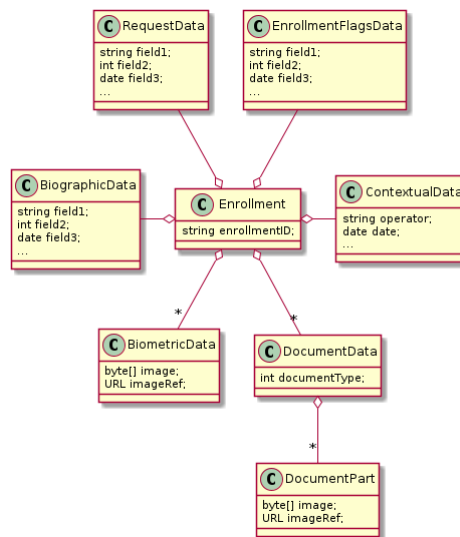 C RequestData
string field1;
int field2;
date field3;
...
C EnrollmentFlagsData
string field1;
int field2;
date field3;
...
C BiographicData
string field1;
int field2;
date field3;
...
C Enrollment
string enrollmentID;
C ContextualData
string operator;
date date;
...
*
*
C BiometricData
byte[] image;
URL imageRef;
C DocumentData
int documentType;
*
C DocumentPart
byte[] image;
URL imageRef;